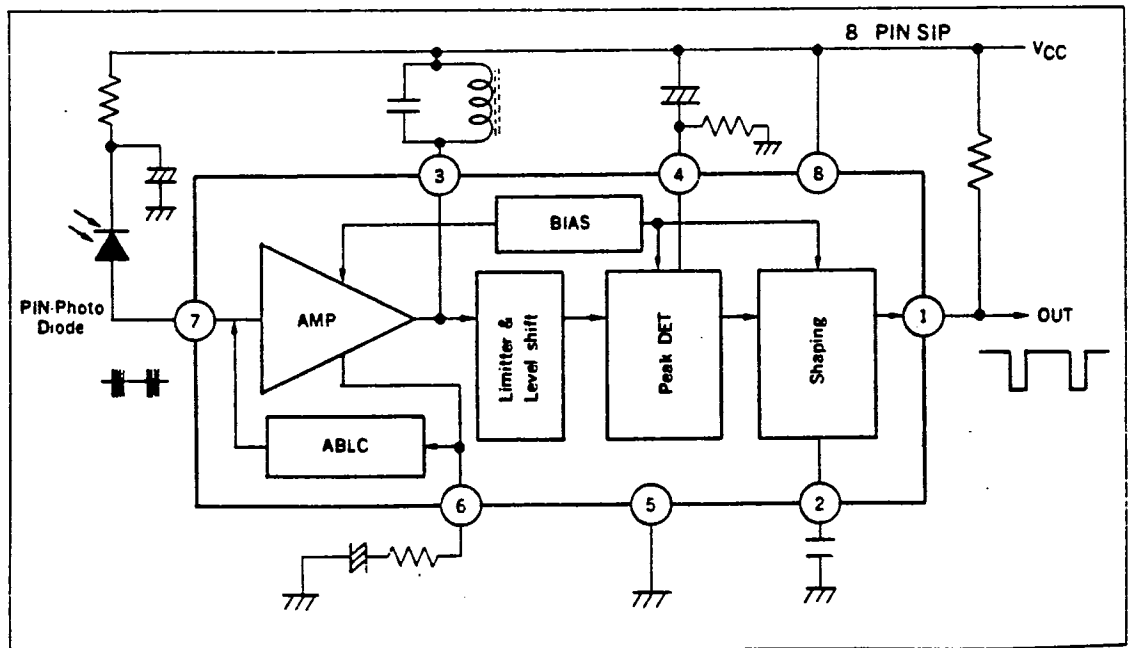 8 PIN SIP
VCC
3
4
8
BIAS
PIN-Photo
Diode
7
AMP
Limitter &
Level shift
Peak DET
Shaping
1
OUT
ABLC
6
5
2